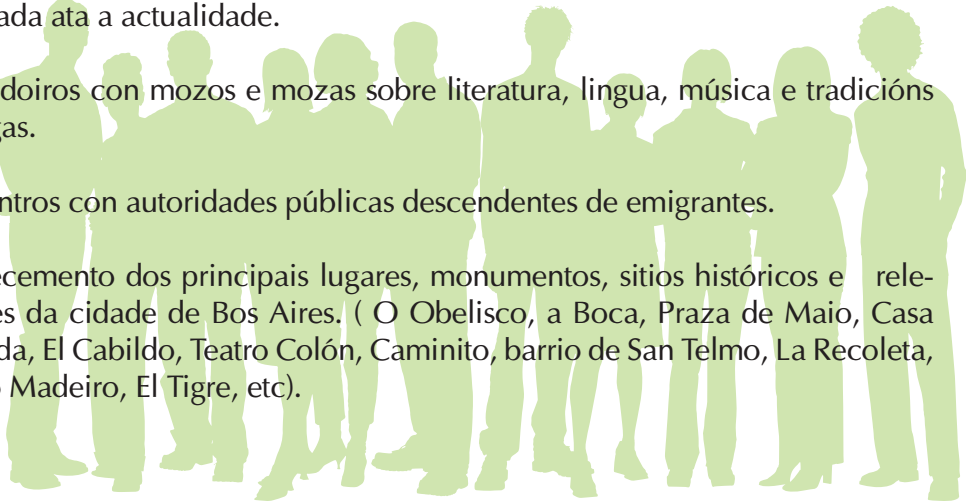 ada ata a actualidade.
doiros con mozos e mozas sobre literatura, lingua, música e tradicións
gas.
ntros con autoridades públicas descendentes de emigrantes.
ecemento dos principais lugares, monumentos, sitios históricos e rele-
es da cidade de Bos Aires. ( O Obelisco, a Boca, Praza de Maio, Casa
da, El Cabildo, Teatro Colón, Caminito, barrio de San Telmo, La Recoleta,
o Madeiro, El Tigre, etc).